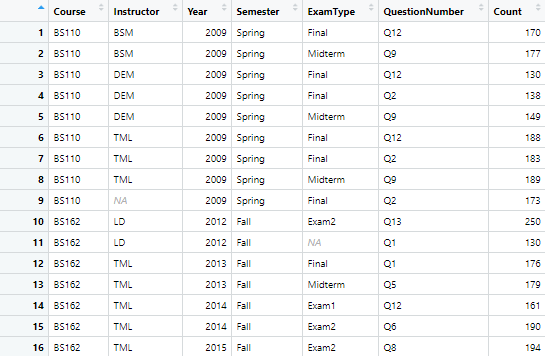 Course Instructor Year Semester ExamType QuestionNumber Count
1 BS110 BSM 2009 Spring Final Q12 170
2 BS110 BSM 2009 Spring Midterm Q9 177
3 BS110 DEM 2009 Spring Final Q12 130
4 BS110 DEM 2009 Spring Final Q2 138
5 BS110 DEM 2009 Spring Midterm Q9 149
6 BS110 TML 2009 Spring Final Q12 188
7 BS110 TML 2009 Spring Final Q2 183
8 BS110 TML 2009 Spring Midterm Q9 189
9 BS110 NA 2009 Spring Final Q2 173
10 BS162 LD 2012 Fall Exam2 Q13 250
11 BS162 LD 2012 Fall NA Q1 130
12 BS162 TML 2013 Fall Final Q1 176
13 BS162 TML 2013 Fall Midterm Q5 179
14 BS162 TML 2014 Fall Exam1 Q12 161
15 BS162 TML 2014 Fall Exam2 Q6 190
16 BS162 TML 2015 Fall Exam2 Q8 194